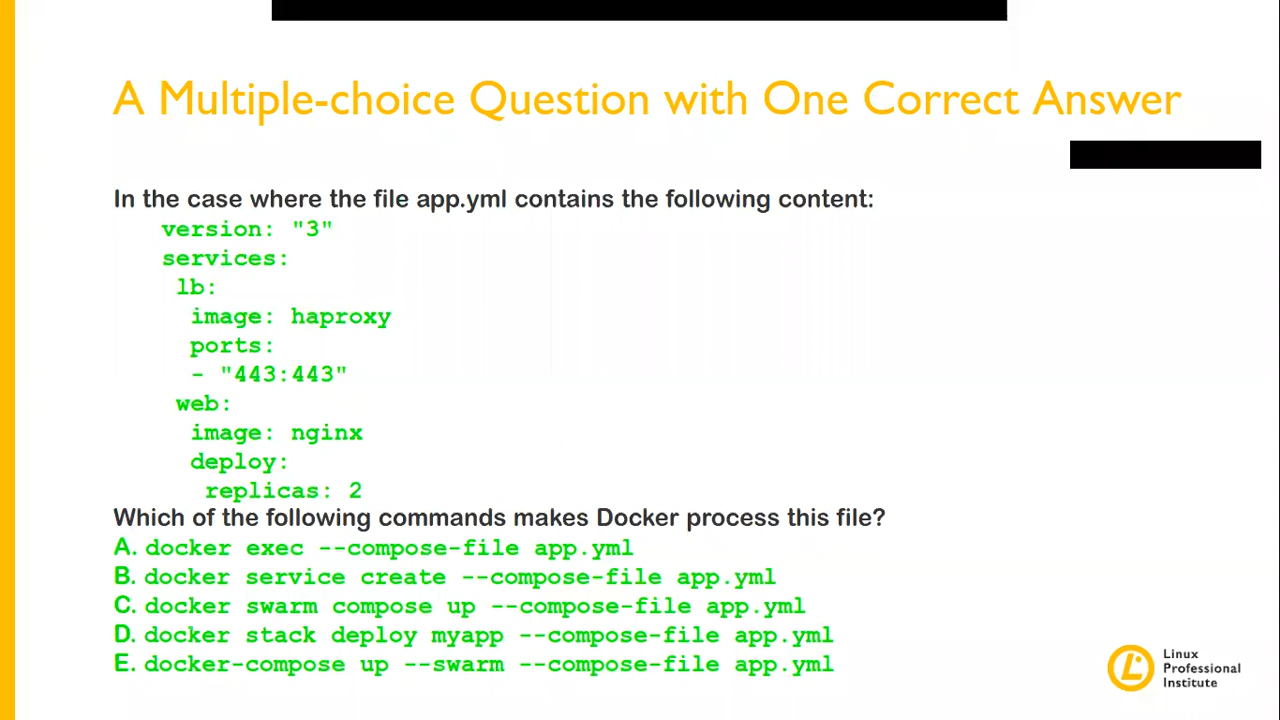 A Multiple-choice Question with One Correct Answer
In the case where the file app.yml contains the following content:
version: "3"
services:
lb:
image: haproxy
ports:
- "443:443"
web:
image: nginx
deploy:
replicas: 2
Which of the following commands makes Docker process this file?
A. docker exec --compose-file app.yml
B. docker service create --compose-file app.yml
C. docker swarm compose up --compose-file app.yml
D. docker stack deploy myapp --compose-file app.yml
E. docker-compose up --swarm --compose-file app.yml
Linux
Professional
Institute